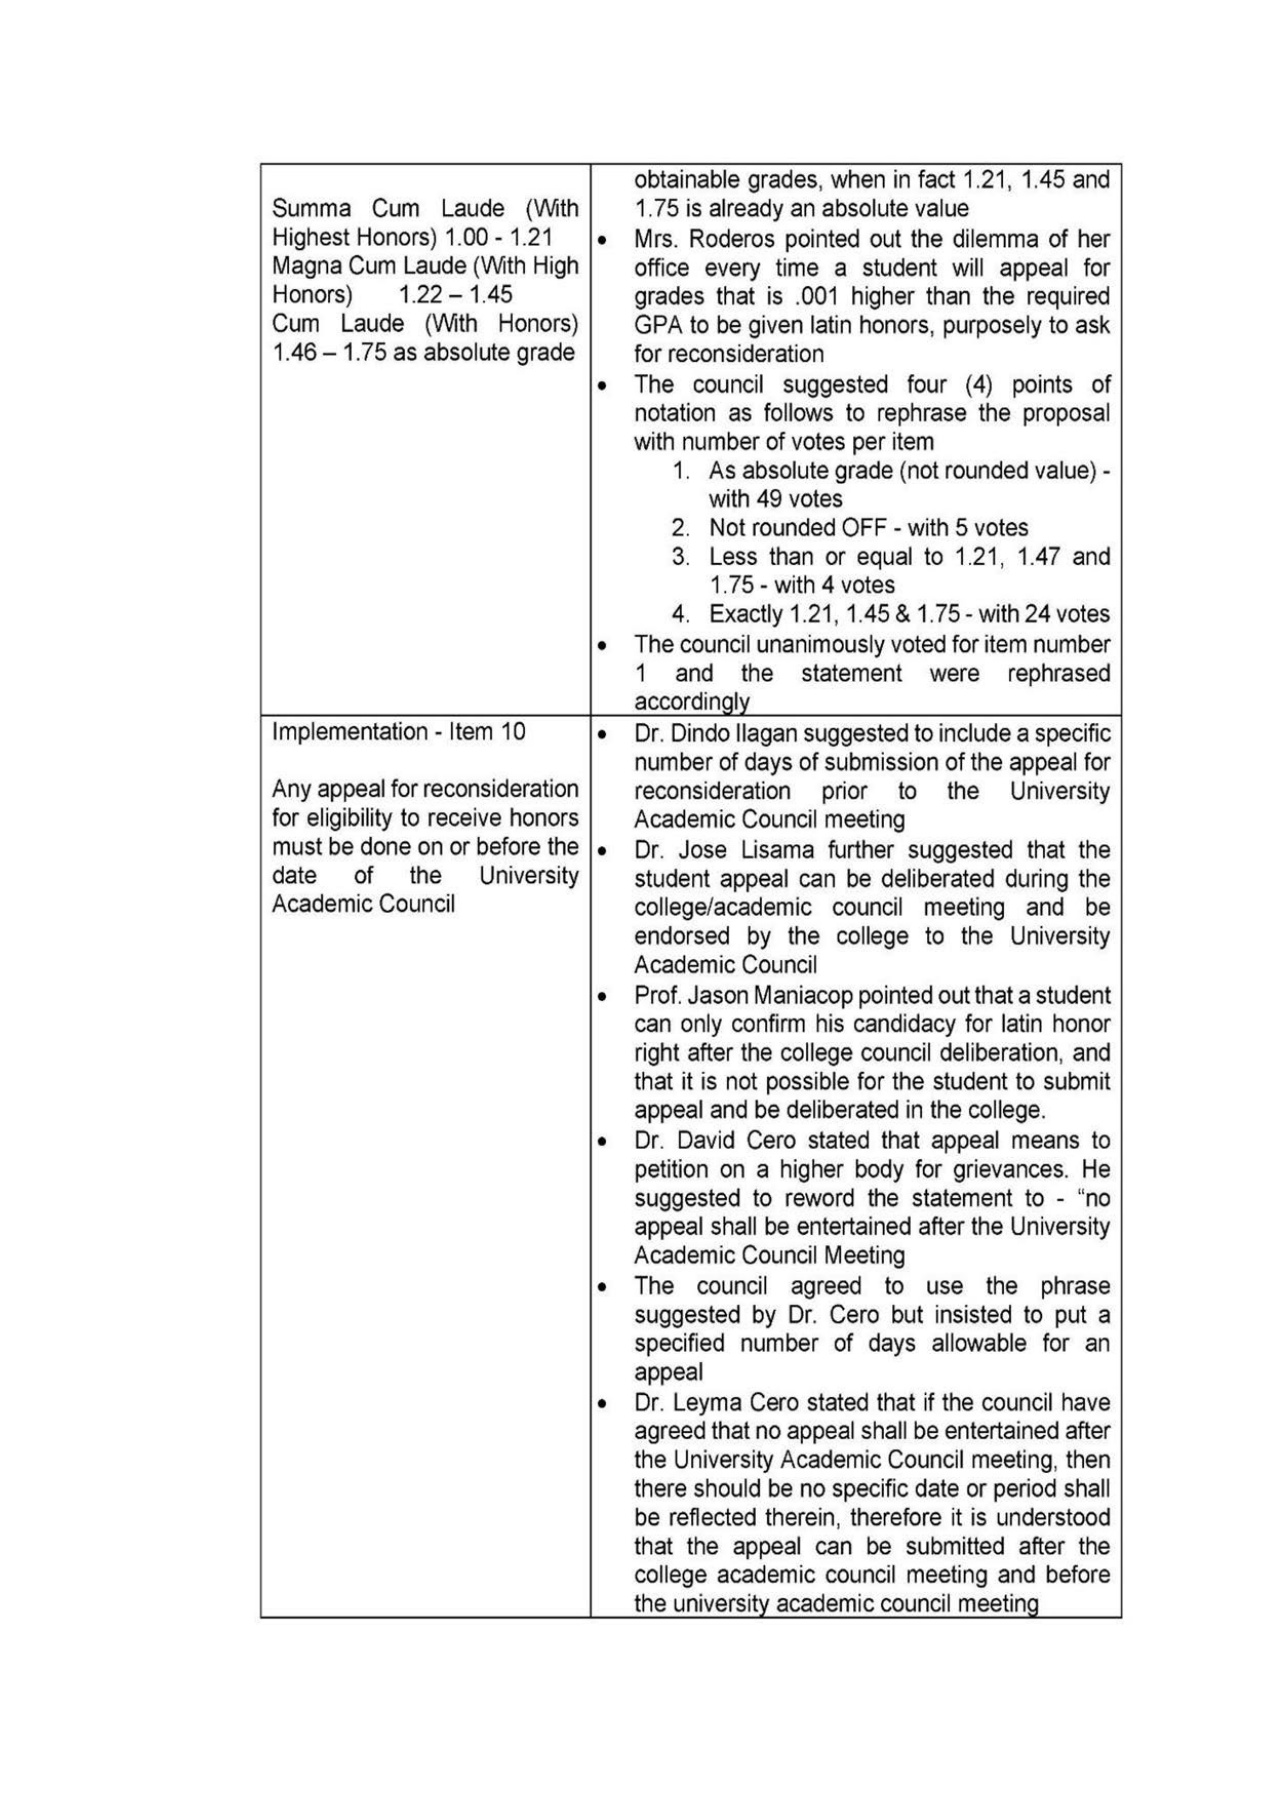 Summa Cum Laude (With
Highest Honors) 1.00 - 1.21
Magna Cum Laude (With High
Honors) 1.22 – 1.45
Cum Laude (With Honors)
1.46 – 1.75 as absolute grade
obtainable grades, when in fact 1.21, 1.45 and
1.75 is already an absolute value
• Mrs. Roderos pointed out the dilemma of her
office every time a student will appeal for
grades that is .001 higher than the required
GPA to be given latin honors, purposely to ask
for reconsideration
• The council suggested four (4) points of
notation as follows to rephrase the proposal
with number of votes per item
1. As absolute grade (not rounded value) -
with 49 votes
2. Not rounded OFF - with 5 votes
3. Less than or equal to 1.21, 1.47 and
1.75 - with 4 votes
4. Exactly 1.21, 1.45 & 1.75 - with 24 votes
• The council unanimously voted for item number
1 and the statement were rephrased
accordingly
Implementation - Item 10
Any appeal for reconsideration
for eligibility to receive honors
must be done on or before the
date of the University
Academic Council
• Dr. Dindo Ilagan suggested to include a specific
number of days of submission of the appeal for
reconsideration prior to the University
Academic Council meeting
• Dr. Jose Lisama further suggested that the
student appeal can be deliberated during the
college/academic council meeting and be
endorsed by the college to the University
Academic Council
• Prof. Jason Maniacop pointed out that a student
can only confirm his candidacy for latin honor
right after the college council deliberation, and
that it is not possible for the student to submit
appeal and be deliberated in the college.
• Dr. David Cero stated that appeal means to
petition on a higher body for grievances. He
suggested to reword the statement to - “no
appeal shall be entertained after the University
Academic Council Meeting
• The council agreed to use the phrase
suggested by Dr. Cero but insisted to put a
specified number of days allowable for an
appeal
• Dr. Leyma Cero stated that if the council have
agreed that no appeal shall be entertained after
the University Academic Council meeting, then
there should be no specific date or period shall
be reflected therein, therefore it is understood
that the appeal can be submitted after the
college academic council meeting and before
the university academic council meeting